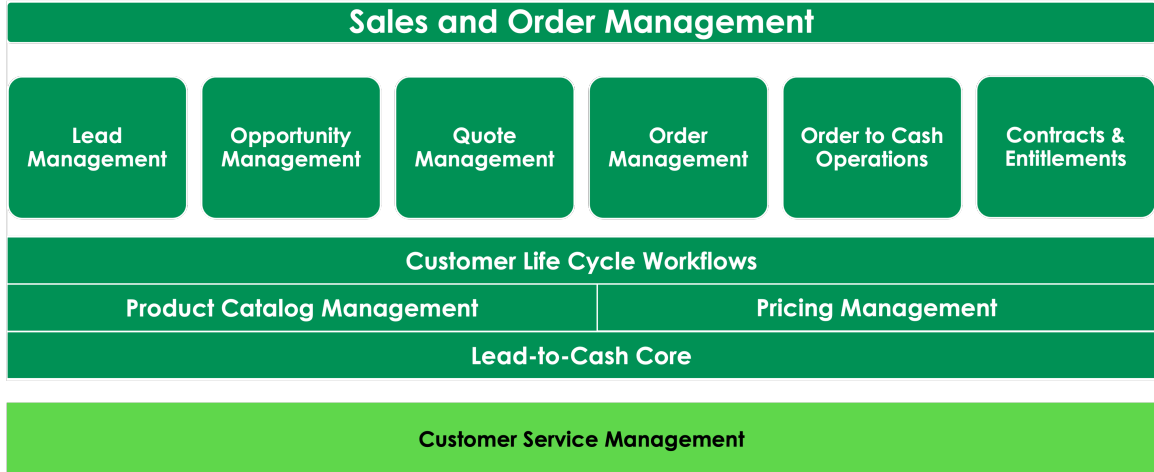 Sales and Order Management
Lead
Management
Opportunity
Management
Quote
Management
Order
Management
Order to Cash
Operations
Contracts &
Entitlements
Customer Life Cycle Workflows
Product Catalog Management
Pricing Management
Lead-to-Cash Core
Customer Service Management